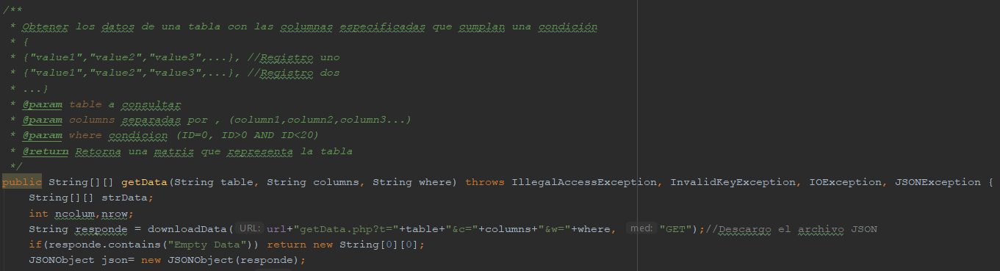 /**
 * Obtener los datos de una tabla con las columnas especificadas que cumplan una condición
 * {
 * {"value1","value2","value3",...}, //Registro uno
 * {"value1","value2","value3",...}, //Registro dos
 * ...}
 * @param table a consultar
 * @param columns separadas por , (column1,column2,column3...)
 * @param where condicion (ID=0, ID>0 AND ID<20)
 * @return Retorna una matriz que representa la tabla
 */
public String[][] getData(String table, String columns, String where) throws IllegalAccessException, InvalidKeyException, IOException, JSONException {
    String[][] strData;
    int ncolum,nrow;
    String responde = downloadData( URL: url+"getData.php?t="+table+"&c="+columns+"&w="+where, med: "GET");//Descargo el archivo JSON
    if(responde.contains("Empty Data")) return new String[0][0];
    JSONObject json= new JSONObject(responde);